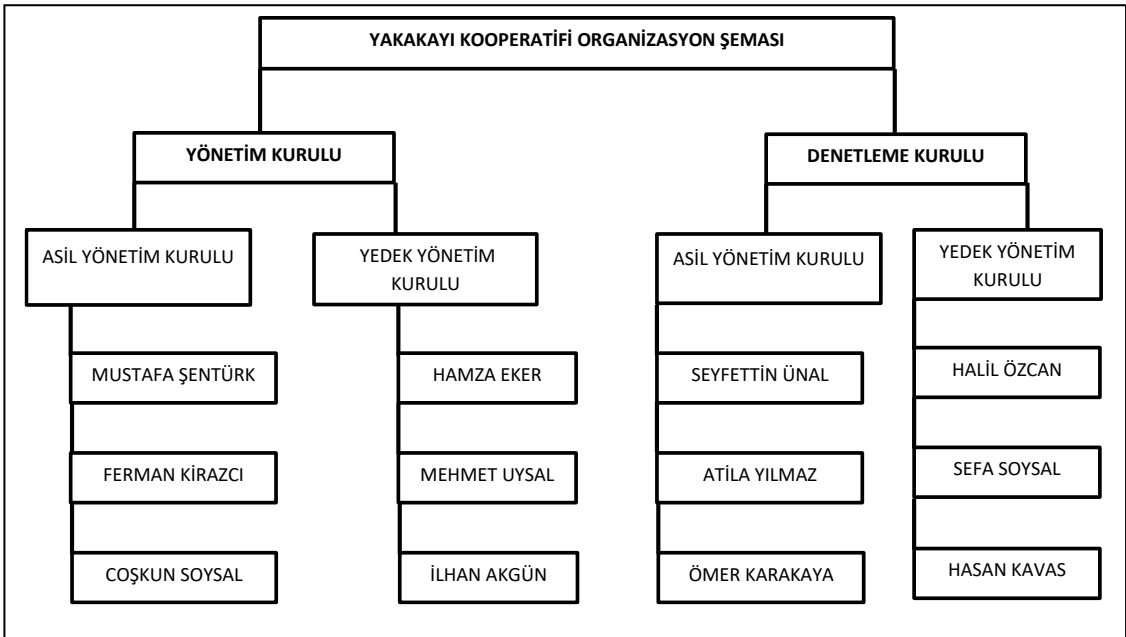 YAKAKAYI KOOPERATİFİ ORGANİZASYON ŞEMASI
YÖNETİM KURULU
DENETLEME KURULU
ASİL YÖNETİM KURULU
YEDEK YÖNETİM
KURULU
ASİL YÖNETİM KURULU
YEDEK YÖNETİM
KURULU
MUSTAFA ŞENTÜRK
HAMZA EKER
SEYFETTİN ÜNAL
HALİL ÖZCAN
FERMAN KİRAZCI
MEHMET UYSAL
ATİLA YILMAZ
SEFA SOYSAL
COŞKUN SOYSAL
İLHAN AKGÜN
ÖMER KARAKAYA
HASAN KAVAS